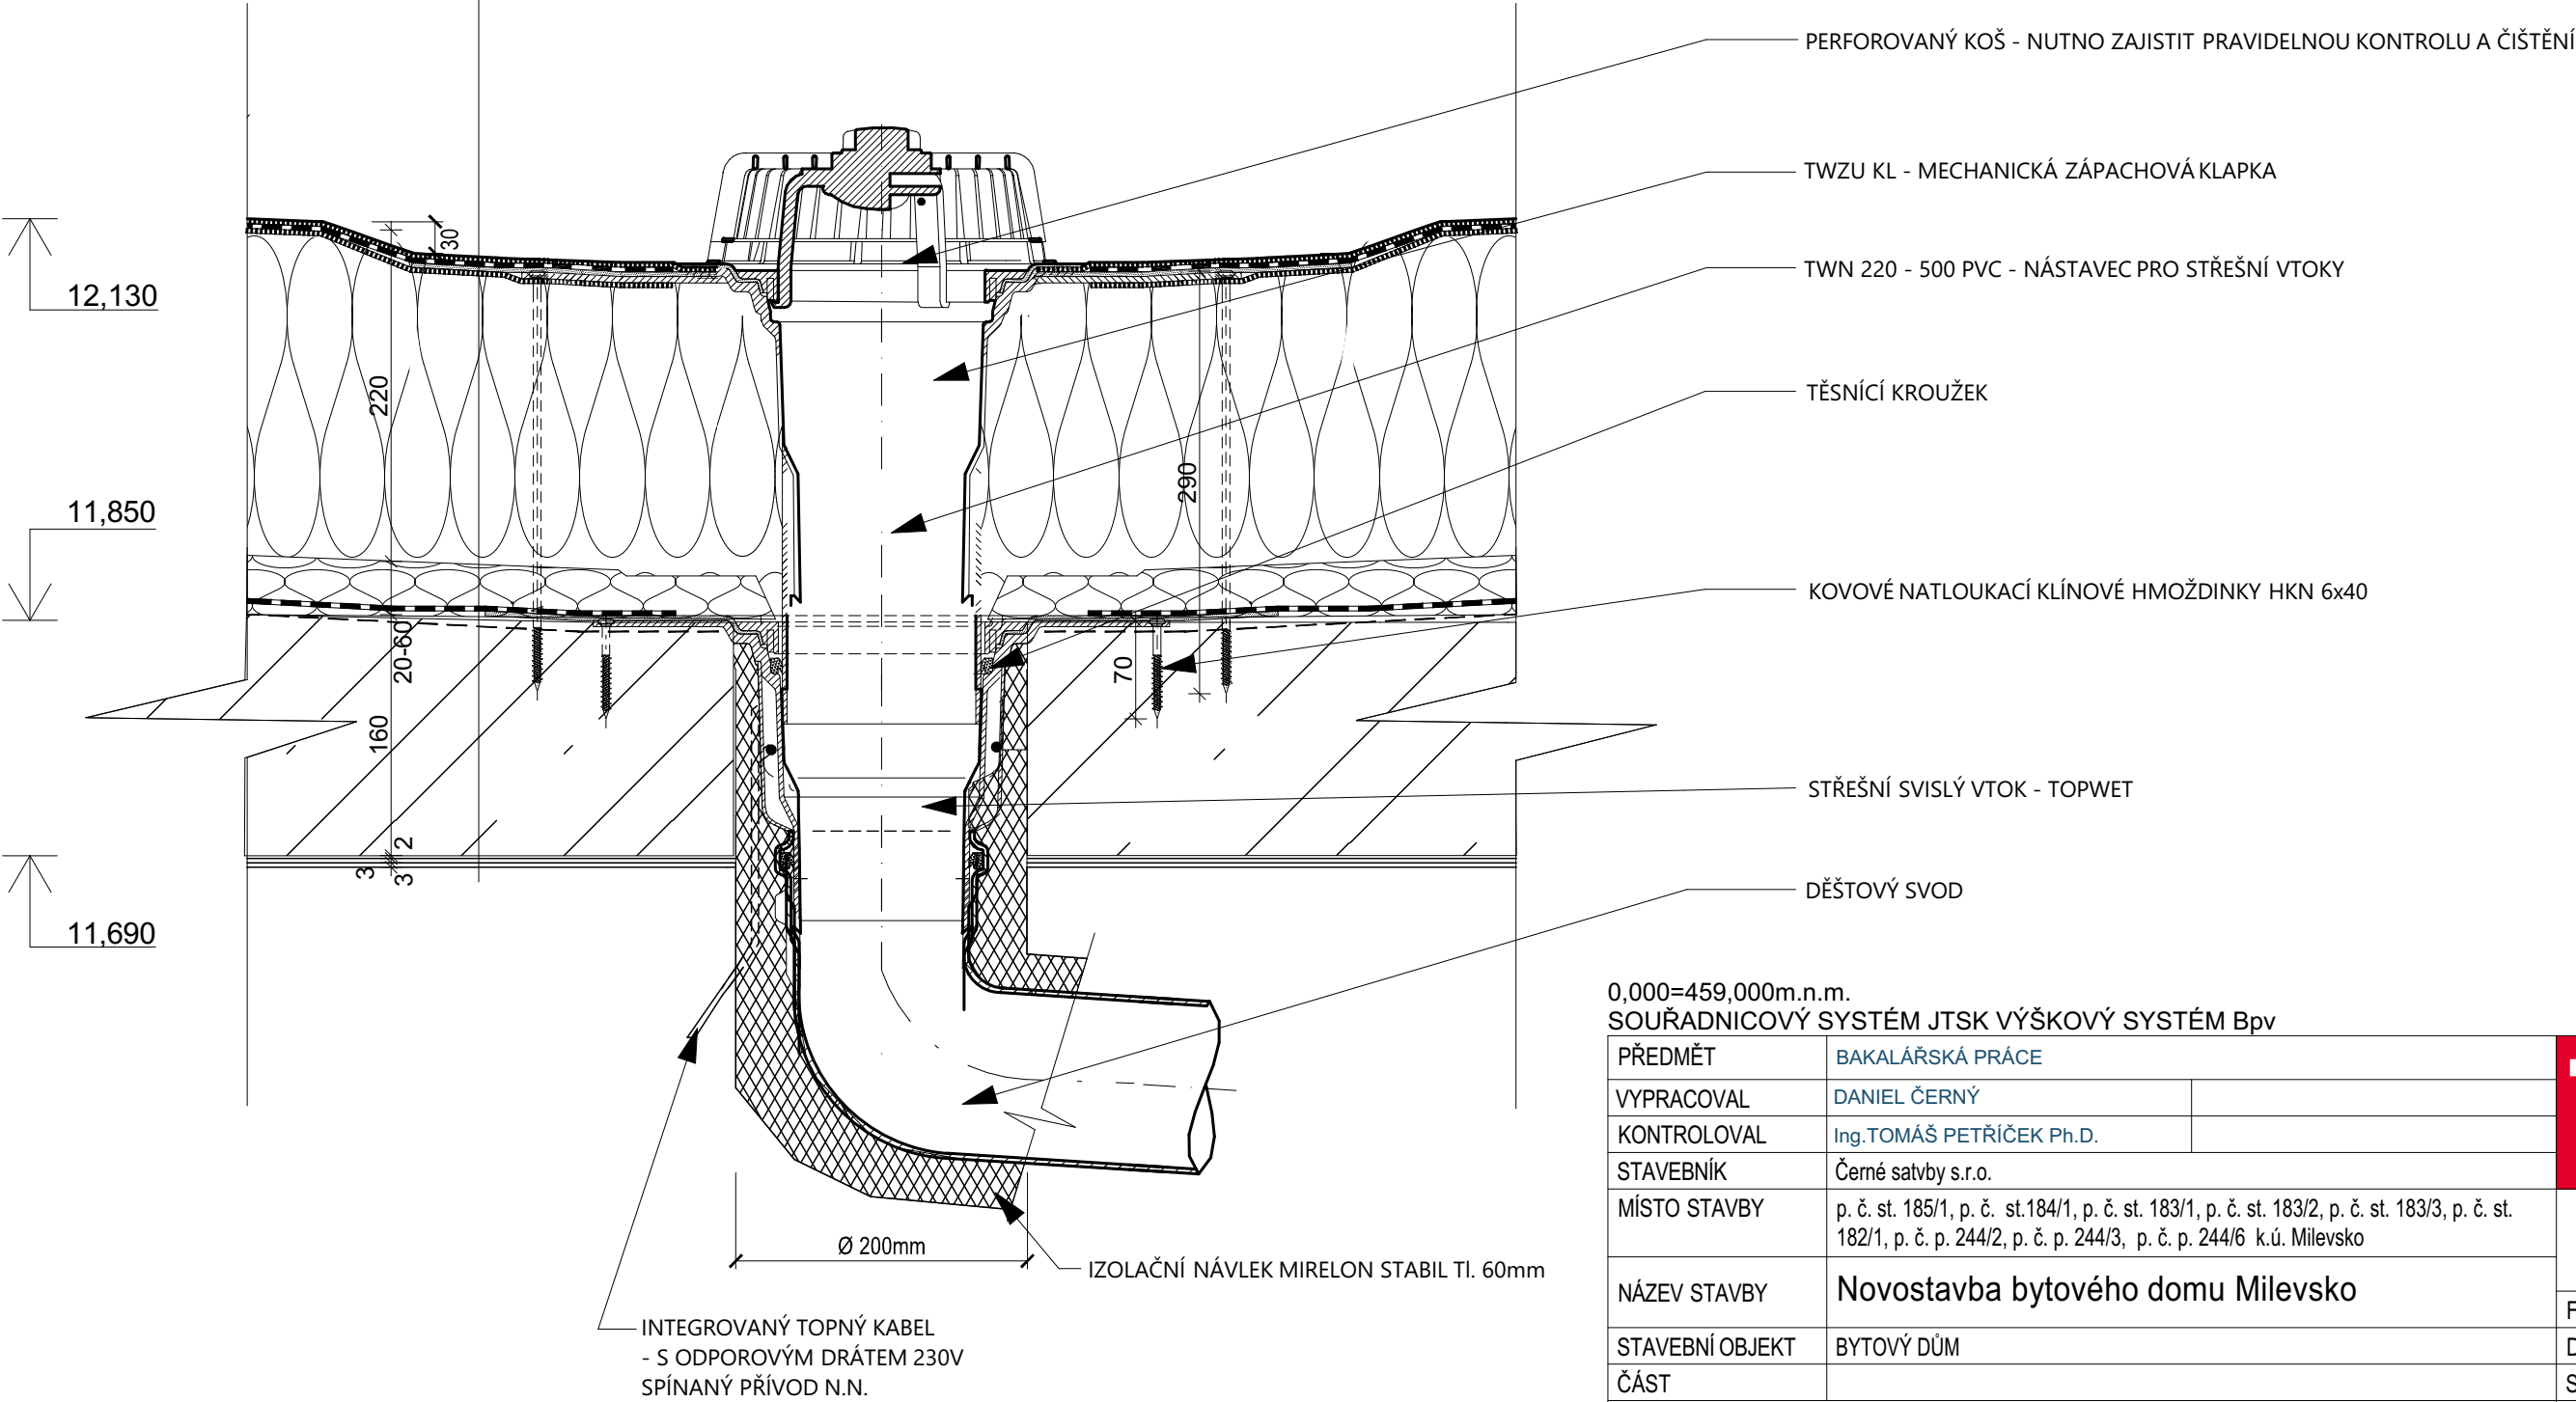 PERFOROVANÝ KOŠ - NUTNO ZAJISTIT PRAVIDELNOU KONTROLU A ČIŠTĚNÍ
TWZU KL - MECHANICKÁ ZÁPACHOVÁ KLAPKA
TWN 220 - 500 PVC - NÁSTAVEC PRO STŘEŠNÍ VTOKY
TĚSNÍCÍ KROUŽEK
KOVOVÉ NATLOUKACÍ KLÍNOVÉ HMOŽDINKY HKN 6x40
STŘEŠNÍ SVISLÝ VTOK - TOPWET
DĚŠTOVÝ SVOD
12,130
11,850
11,690
30
220
20-60
160
2
3
3
290
70
Ø 200mm
IZOLAČNÍ NÁVLEK MIRELON STABIL Tl. 60mm
INTEGROVANÝ TOPNÝ KABEL
- S ODPOROVÝM DRÁTEM 230V
SPÍNANÝ PŘÍVOD N.N.
0,000=459,000m.n.m.
SOUŘADNICOVÝ SYSTÉM JTSK VÝŠKOVÝ SYSTÉM Bpv
PŘEDMĚT BAKALÁŘSKÁ PRÁCE
VYPRACOVAL DANIEL ČERNÝ
KONTROLOVAL Ing.TOMÁŠ PETŘÍČEK Ph.D.
STAVEBNÍK Černé satvby s.r.o.
MÍSTO STAVBY p. č. st. 185/1, p. č. st.184/1, p. č. st. 183/1, p. č. st. 183/2, p. č. st. 183/3, p. č. st.
182/1, p. č. p. 244/2, p. č. p. 244/3, p. č. p. 244/6 k.ú. Milevsko
NÁZEV STAVBY Novostavba bytového domu Milevsko
STAVEBNÍ OBJEKT BYTOVÝ DŮM
ČÁST